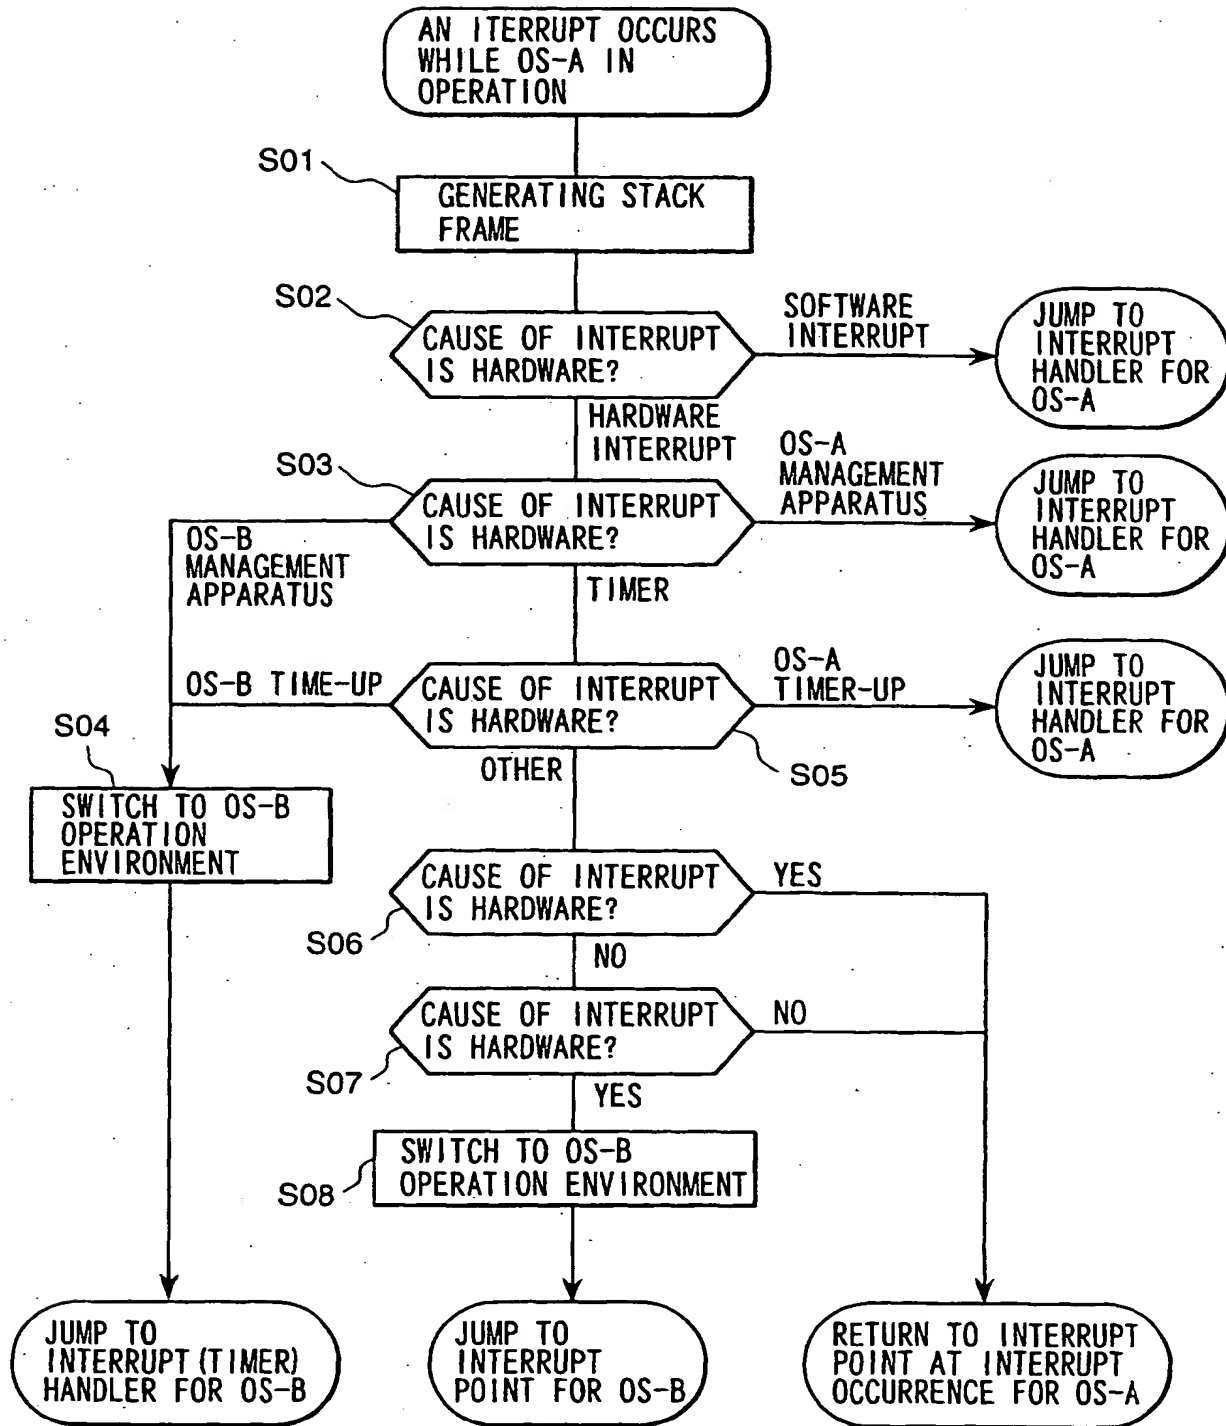 AN ITERRUPT OCCURS
WHILE OS-A IN
OPERATION
S01
GENERATING STACK
FRAME
S02
CAUSE OF INTERRUPT
IS HARDWARE?
SOFTWARE
INTERRUPT
JUMP TO
INTERRUPT
HANDLER FOR
OS-A
HARDWARE
INTERRUPT
S03
CAUSE OF INTERRUPT
IS HARDWARE?
OS-A
MANAGEMENT
APPARATUS
JUMP TO
INTERRUPT
HANDLER FOR
OS-A
OS-B
MANAGEMENT
APPARATUS
TIMER
OS-B TIME-UP
CAUSE OF INTERRUPT
IS HARDWARE?
OS-A
TIMER-UP
JUMP TO
INTERRUPT
HANDLER FOR
OS-A
S04
S05
OTHER
SWITCH TO OS-B
OPERATION
ENVIRONMENT
CAUSE OF INTERRUPT
IS HARDWARE?
YES
S06
NO
CAUSE OF INTERRUPT
IS HARDWARE?
NO
S07
YES
SWITCH TO OS-B
OPERATION ENVIRONMENT
S08
JUMP TO
INTERRUPT(TIMER)
HANDLER FOR OS-B
JUMP TO
INTERRUPT
POINT FOR OS-B
RETURN TO INTERRUPT
POINT AT INTERRUPT
OCCURRENCE FOR OS-A